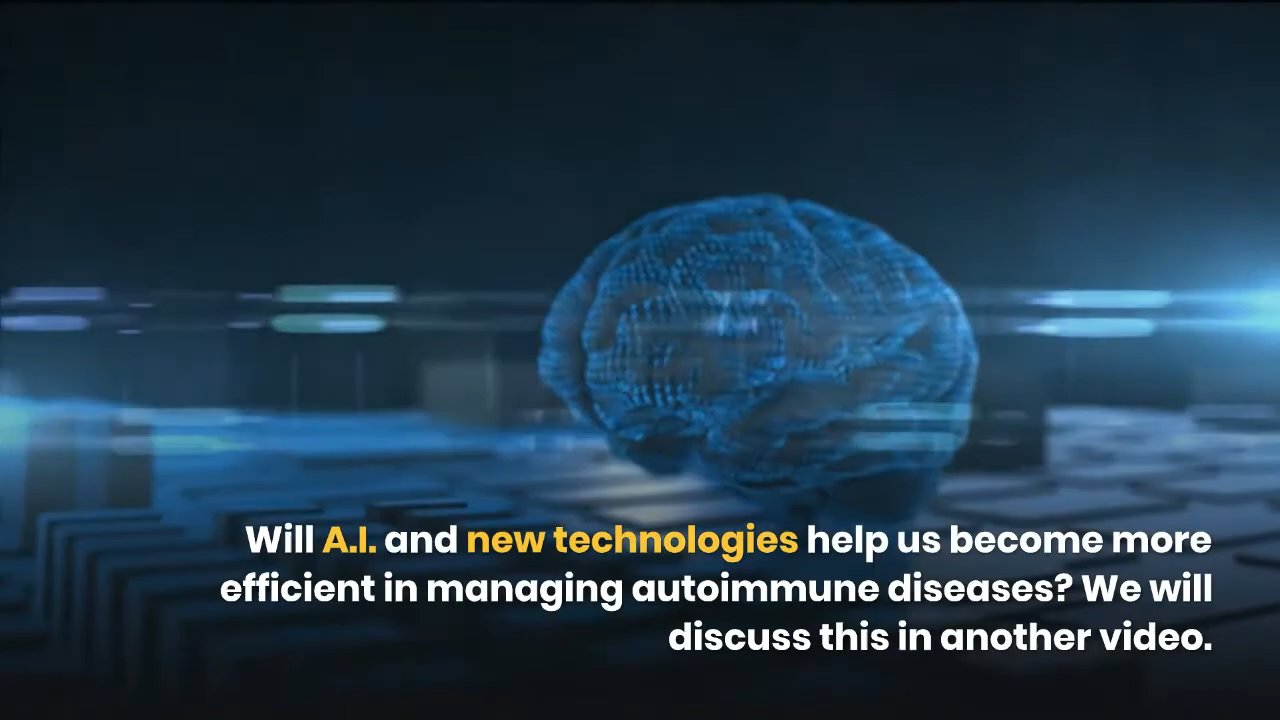 Will A.I. and new technologies help us become more
efficient in managing autoimmune diseases? We will
discuss this in another video.